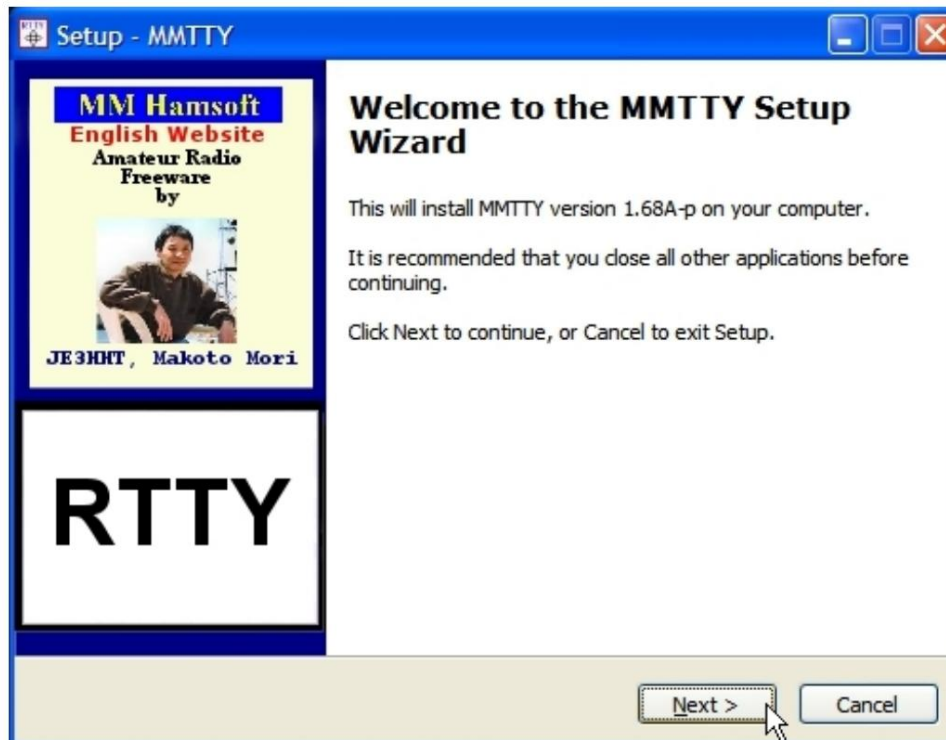 Setup - MMTTY
MM Hamsoft
English Website
Amateur Radio
Freeware
by
JE3HHT, Makoto Mori
RTTY
Welcome to the MMTTY Setup
Wizard
This will install MMTTY version 1.68A-p on your computer.
It is recommended that you close all other applications before
continuing.
Click Next to continue, or Cancel to exit Setup.
Next >
Cancel